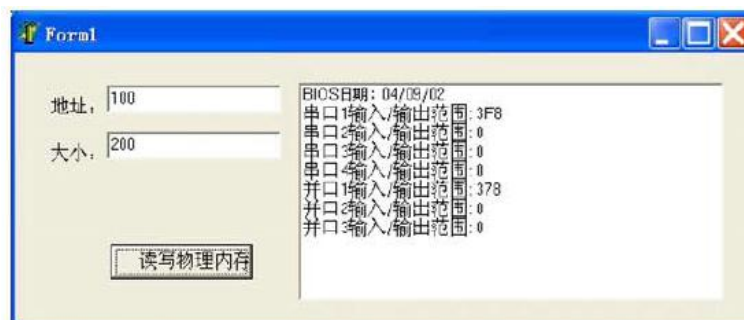 Form1
地址： 100
大小： 200
读写物理内存
BIOS日期: 04/09/02
串口1输入/输出范围: 3F8
串口2输入/输出范围: 0
串口3输入/输出范围: 0
串口4输入/输出范围: 0
并口1输入/输出范围: 378
并口2输入/输出范围: 0
并口3输入/输出范围: 0